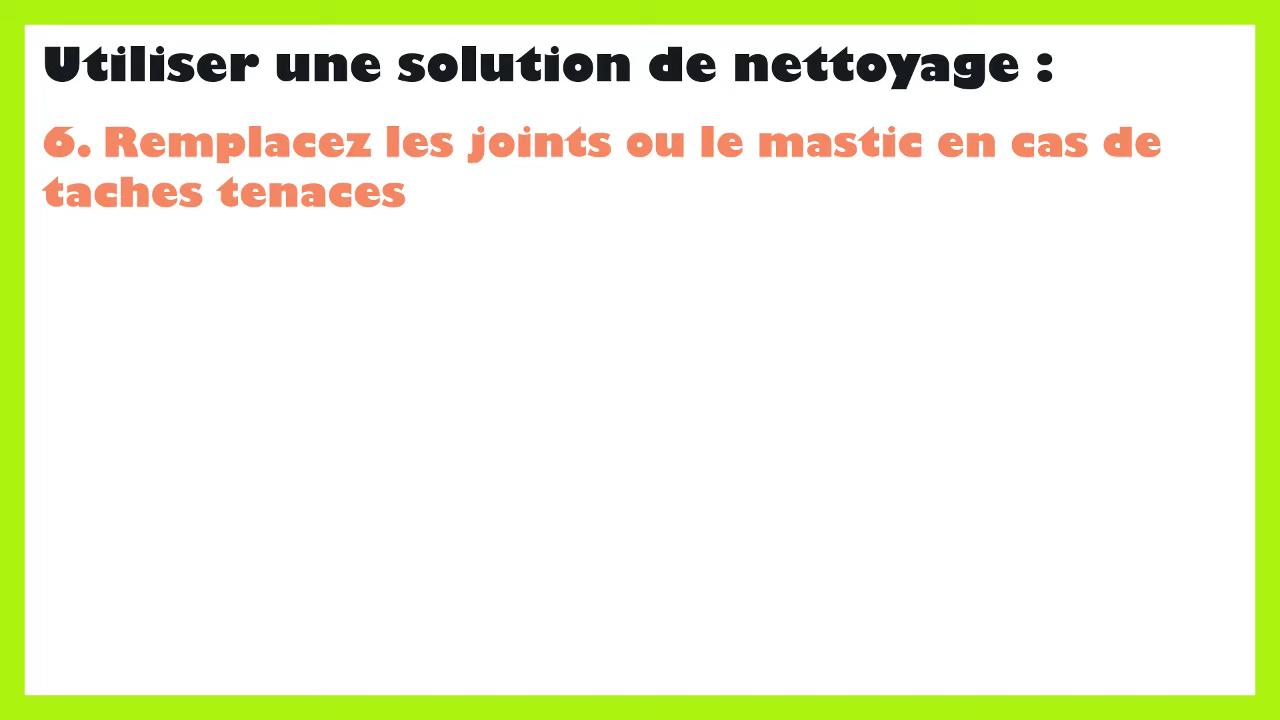 Utiliser une solution de nettoyage :
6. Remplacez les joints ou le mastic en cas de
taches tenaces